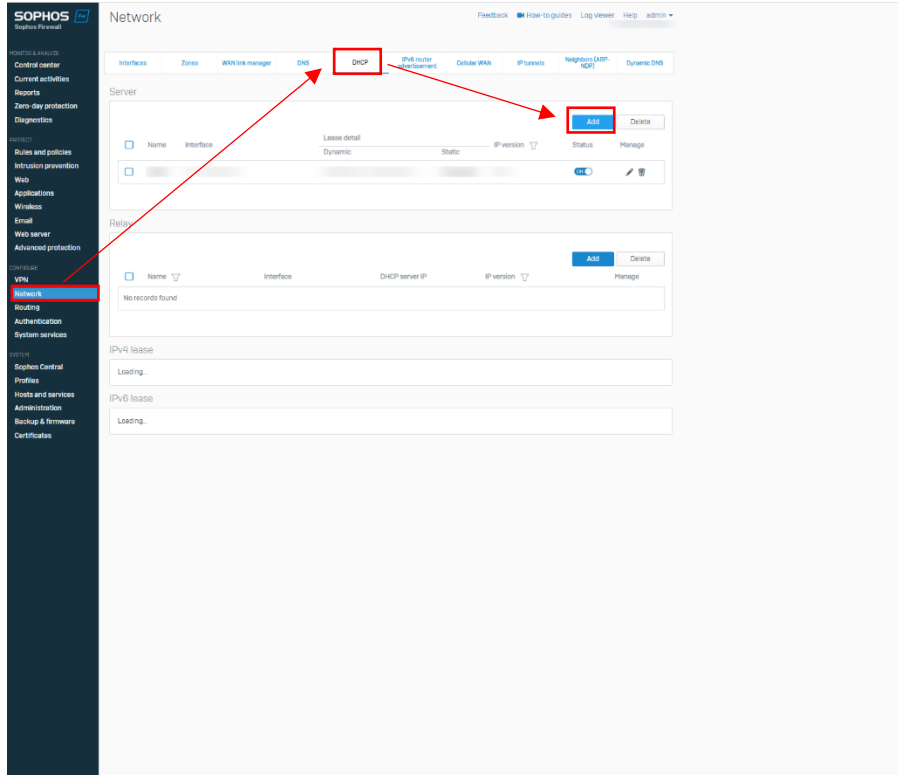 SOPHOS Fw
Sophos Firewall
Network
Feedback How-to guides Log viewer Help admin
MONITOR & ANALYZE
Control center
Current activities
Reports
Zero-day protection
Diagnostics
PROTECT
Rules and policies
Intrusion prevention
Web
Applications
Wireless
Email
Web server
Advanced protection
CONFIGURE
VPN
Network
Routing
Authentication
System services
SYSTEM
Sophos Central
Profiles
Hosts and services
Administration
Backup & firmware
Certificates
Interfaces Zones WAN link manager DNS DHCP IPv6 router advertisement Cellular WAN IP tunnels Neighbors (ARP-NDP) Dynamic DNS
Server
Add Delete
Name Interface Lease detail IP version Status Manage
Dynamic Static
ON
Relay
Add Delete
Name Interface DHCP server IP IP version Manage
No records found
IPv4 lease
Loading..
IPv6 lease
Loading..